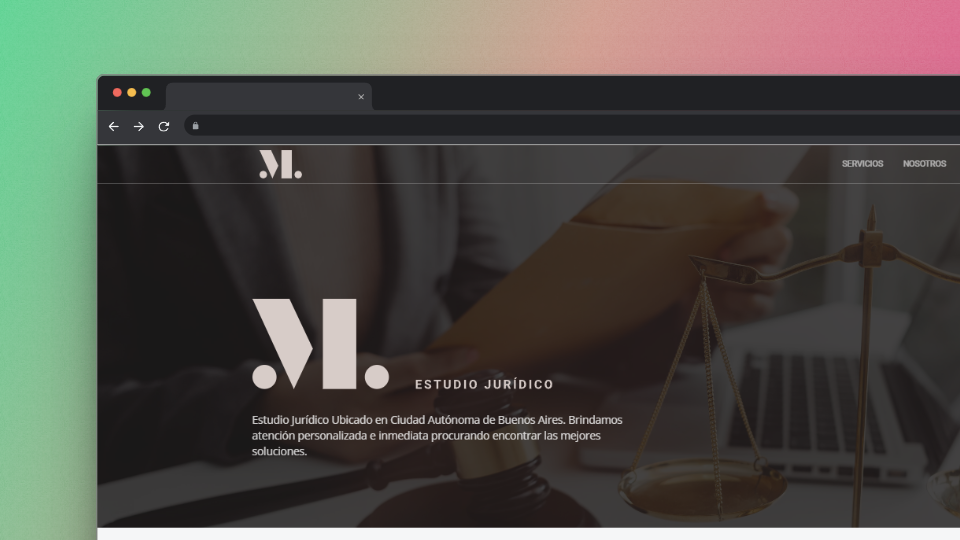 M.
SERVICIOS NOSOTROS
M.
ESTUDIO JURÍDICO
Estudio Jurídico Ubicado en Ciudad Autónoma de Buenos Aires. Brindamos
atención personalizada e inmediata procurando encontrar las mejores
soluciones.